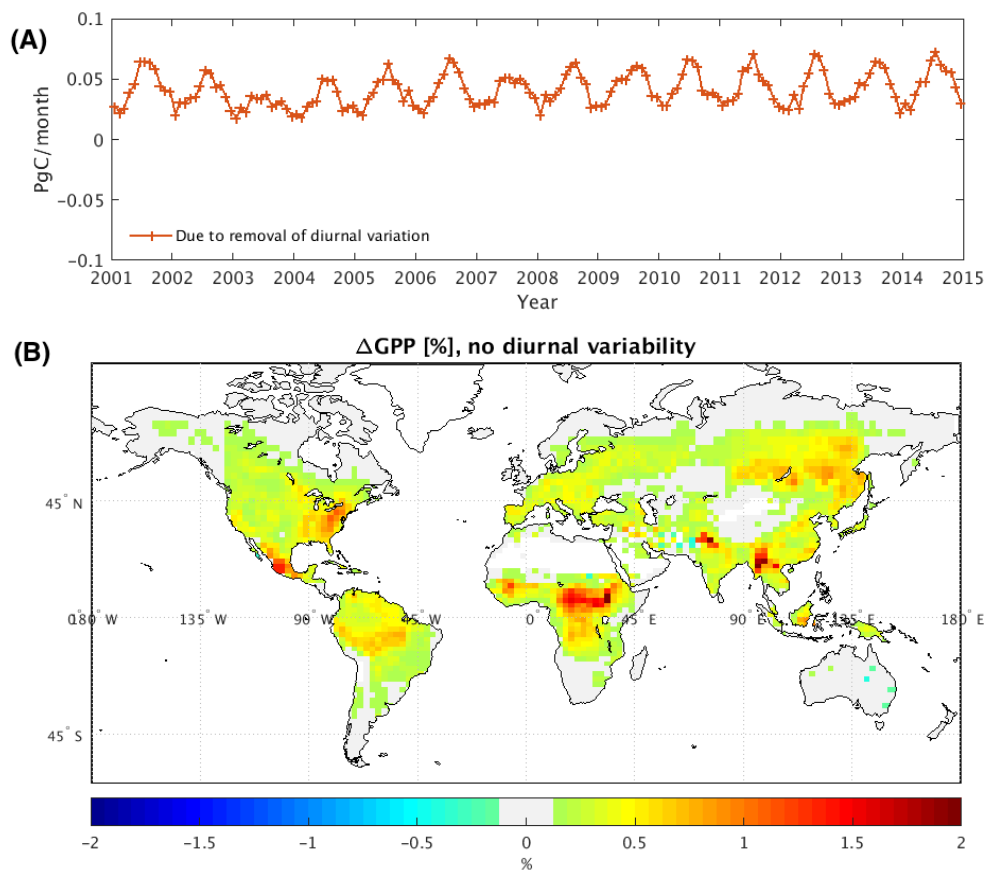 (A)
0.1
0.05
0
-0.05
-0.1
PgC/month
Due to removal of diurnal variation
2001 2002 2003 2004 2005 2006 2007 2008 2009 2010 2011 2012 2013 2014 2015
Year
(B)
ΔGPP [%], no diurnal variability
45° N
180° W 135° W 90° W 45° W 0° 45° E 90° E 135° E 180° E
45° S
-2 -1.5 -1 -0.5 0 0.5 1 1.5 2
%